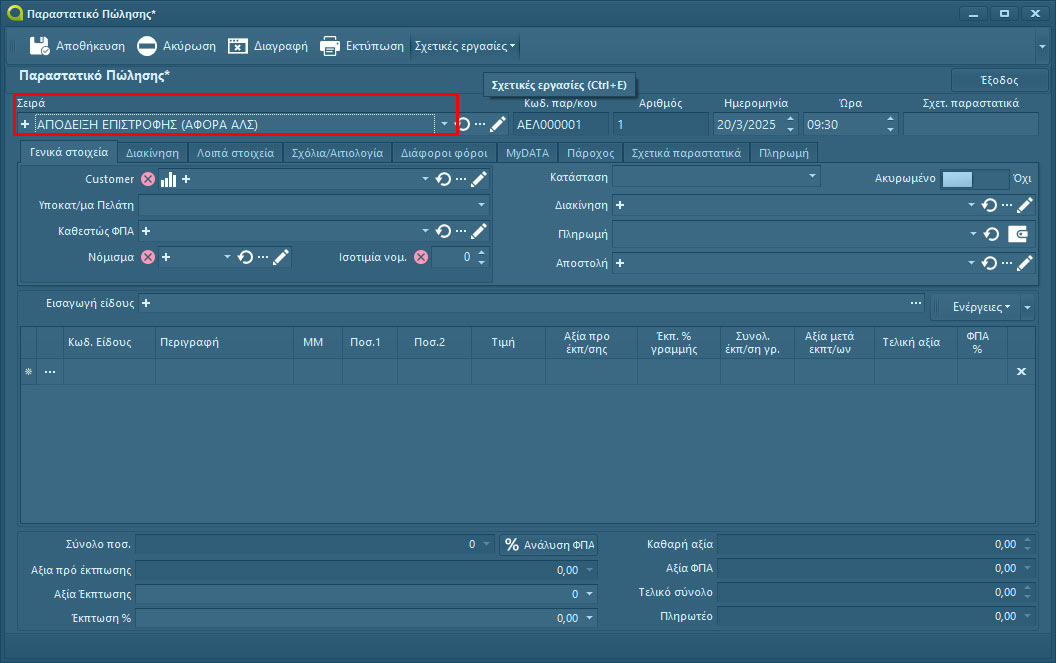 Παραστατικό Πώλησης*
Αποθήκευση Ακύρωση Διαγραφή Εκτύπωση Σχετικές εργασίες
Παραστατικό Πώλησης*
Σχετικές εργασίες (Ctrl+E)
Έξοδος
Σειρά Κωδ. παρ/κού Αριθμός Ημερομηνία Ώρα Σχετ. παραστατικά
ΑΠΟΔΕΙΞΗ ΕΠΙΣΤΡΟΦΗΣ (ΑΦΟΡΑ ΑΛΣ) ΑΕΛ000001 1 20/3/2025 09:30
Γενικά στοιχεία Διακίνηση Λοιπά στοιχεία Σχόλια/Αιτιολογία Διάφοροι φόροι MyDATA Πάροχος Σχετικά παραστατικά Πληρωμή
Customer Κατάσταση Ακυρωμένο Όχι
Υποκατ/μα Πελάτη Διακίνηση
Καθεστώς ΦΠΑ Πληρωμή
Νόμισμα Ισοτιμία νομ. 0 Αποστολή
Εισαγωγή είδους Ενέργειες
Κωδ. Είδους Περιγραφή ΜΜ Ποσ.1 Ποσ.2 Τιμή Αξία προ έκπ/σης Έκπ. % γραμμής Συνολ. έκπ/ση γρ. Αξία μετά εκπτ/ων Τελική αξία ΦΠΑ %
Σύνολο ποσ. 0 % Ανάλυση ΦΠΑ Καθαρή αξία 0,00
Αξια πρό έκτπωσης 0,00 Αξία ΦΠΑ 0,00
Αξία Έκπτωσης 0 Τελικό σύνολο 0,00
Έκπτωση % 0,00 Πληρωτέο 0,00